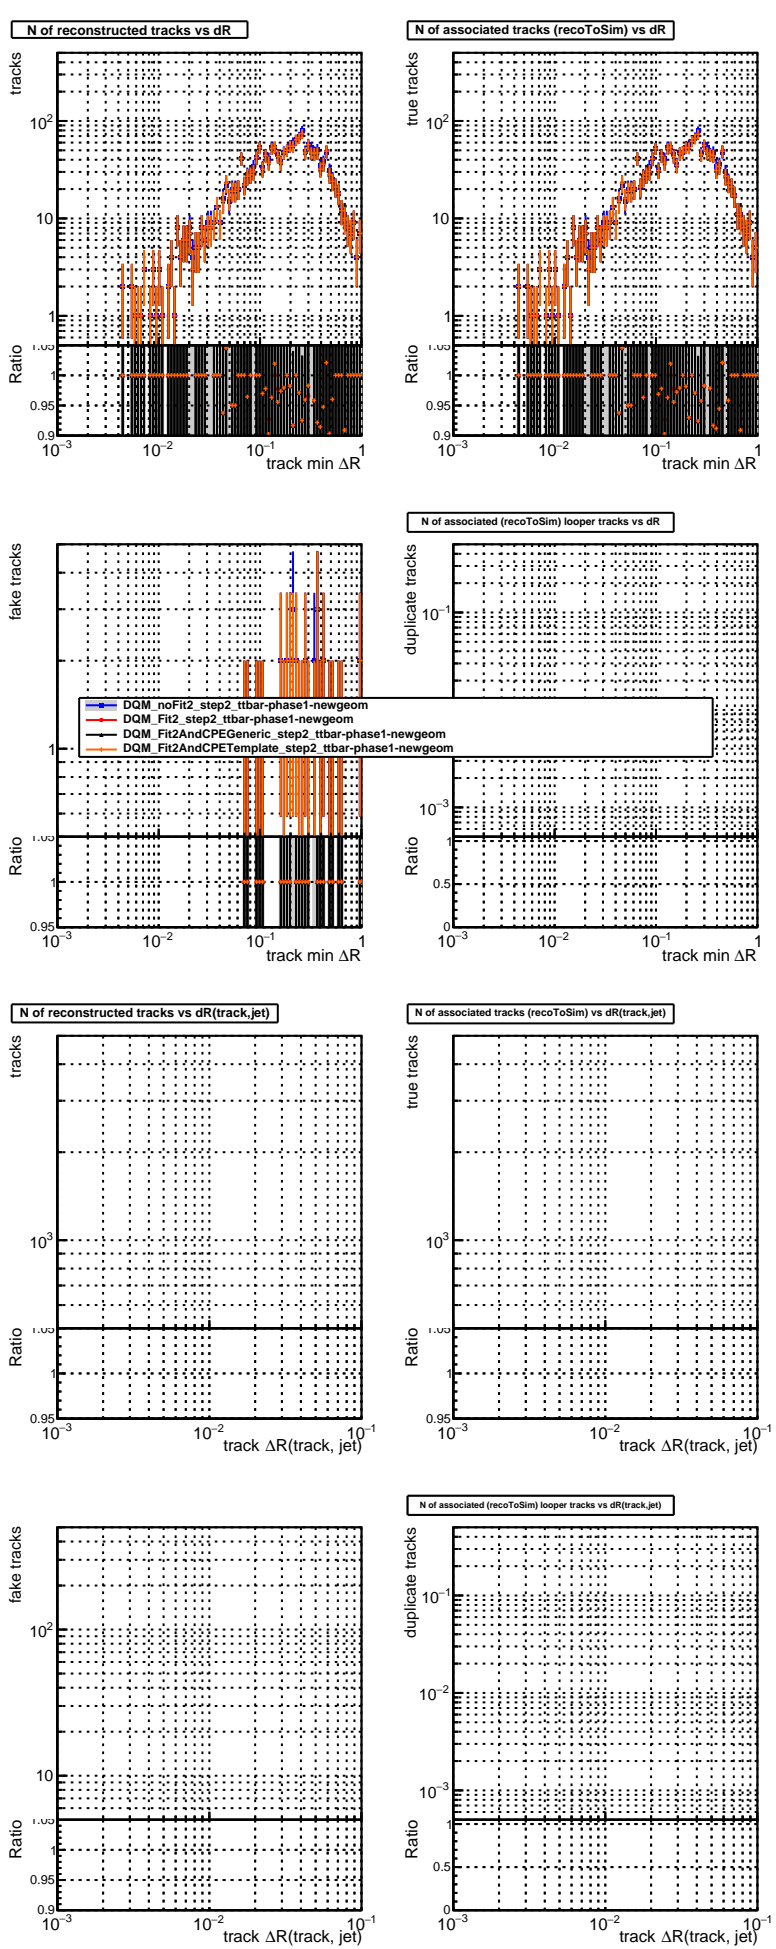 N of reconstructed tracks vs dR
N of associated tracks (recoToSim) vs dR
tracks
10²
10
1
Ratio
1.05
1
0.95
0.9
10⁻³
10⁻²
10⁻¹
1
track min ΔR
true tracks
10²
10
1
Ratio
1.05
1
0.95
0.9
10⁻³
10⁻²
10⁻¹
1
track min ΔR
N of associated (recoToSim) looper tracks vs dR
fake tracks
1
Ratio
1.05
1
0.95
10⁻³
10⁻²
10⁻¹
1
track min ΔR
duplicate tracks
10⁻¹
10⁻³
Ratio
1
0.5
0
10⁻³
10⁻²
10⁻¹
1
track min ΔR
DQM_noFit2_step2_ttbar-phase1-newgeom
DQM_Fit2_step2_ttbar-phase1-newgeom
DQM_Fit2AndCPEGeneric_step2_ttbar-phase1-newgeom
DQM_Fit2AndCPETemplate_step2_ttbar-phase1-newgeom
N of reconstructed tracks vs dR(track,jet)
N of associated tracks (recoToSim) vs dR(track,jet)
tracks
10³
Ratio
1.05
1
0.95
10⁻³
10⁻²
10⁻¹
track ΔR(track, jet)
true tracks
10³
Ratio
1.05
1
0.95
10⁻³
10⁻²
10⁻¹
track ΔR(track, jet)
N of associated (recoToSim) looper tracks vs dR(track,jet)
fake tracks
10²
10
Ratio
1.05
1
0.95
0.9
10⁻³
10⁻²
10⁻¹
track ΔR(track, jet)
duplicate tracks
10⁻¹
10⁻²
10⁻³
Ratio
1
0.5
0
10⁻³
10⁻²
10⁻¹
track ΔR(track, jet)